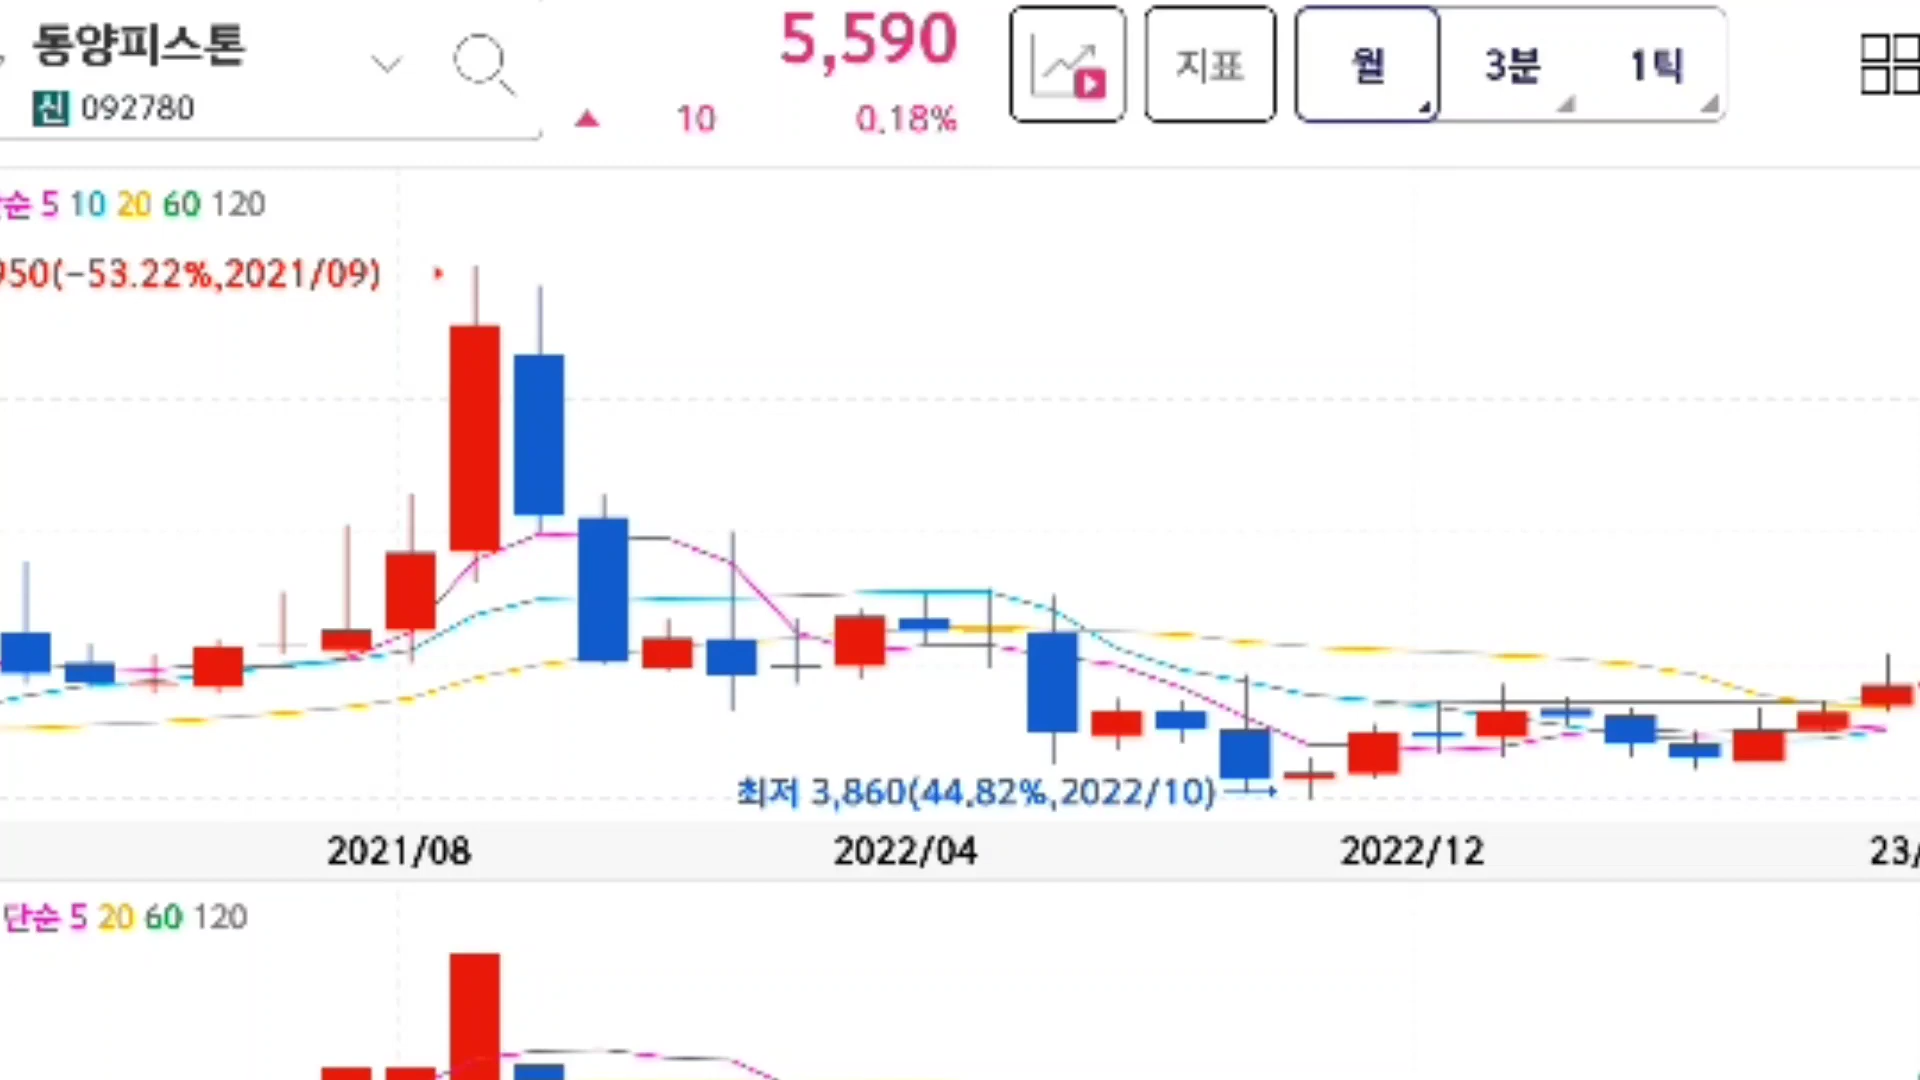 동양피스톤
신 092780
5,590
▲ 10 0.18%
지표
월 3분 1틱
단순 5 10 20 60 120
950(-53.22%,2021/09)
최저 3,860(44.82%,2022/10)
2021/08 2022/04 2022/12 23/
단순 5 20 60 120